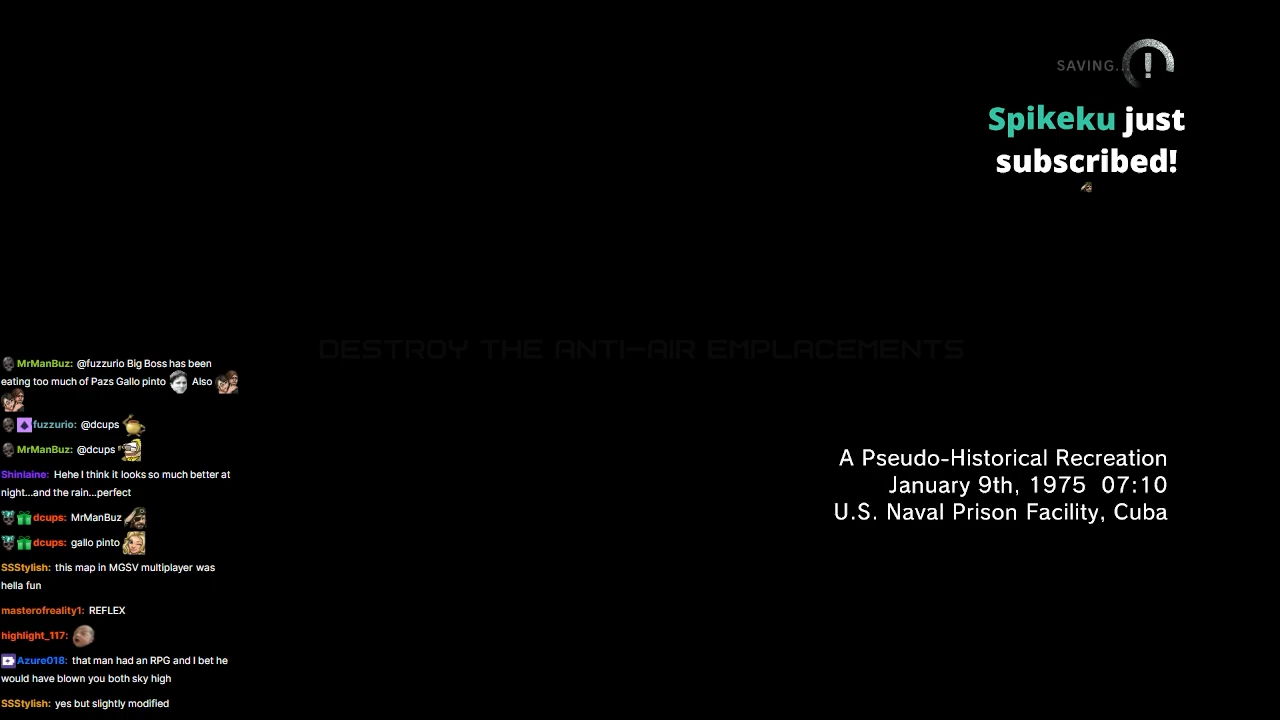 SAVING...
Spikeku just
subscribed!
DESTROY THE ANTI-AIR EMPLACEMENTS
MrManBuz: @fuzzurio Big Boss has been
eating too much of Pazs Gallo pinto Also
fuzzurio: @dcups
MrManBuz: @dcups
Shinlaine: Hehe I think it looks so much better at
night...and the rain...perfect
dcups: MrManBuz
dcups: gallo pinto
SSStylish: this map in MGSV multiplayer was
hella fun
masterofreality1: REFLEX
highlight_117:
Azure018: that man had an RPG and I bet he
would have blown you both sky high
SSStylish: yes but slightly modified
A Pseudo-Historical Recreation
January 9th, 1975 07:10
U.S. Naval Prison Facility, Cuba